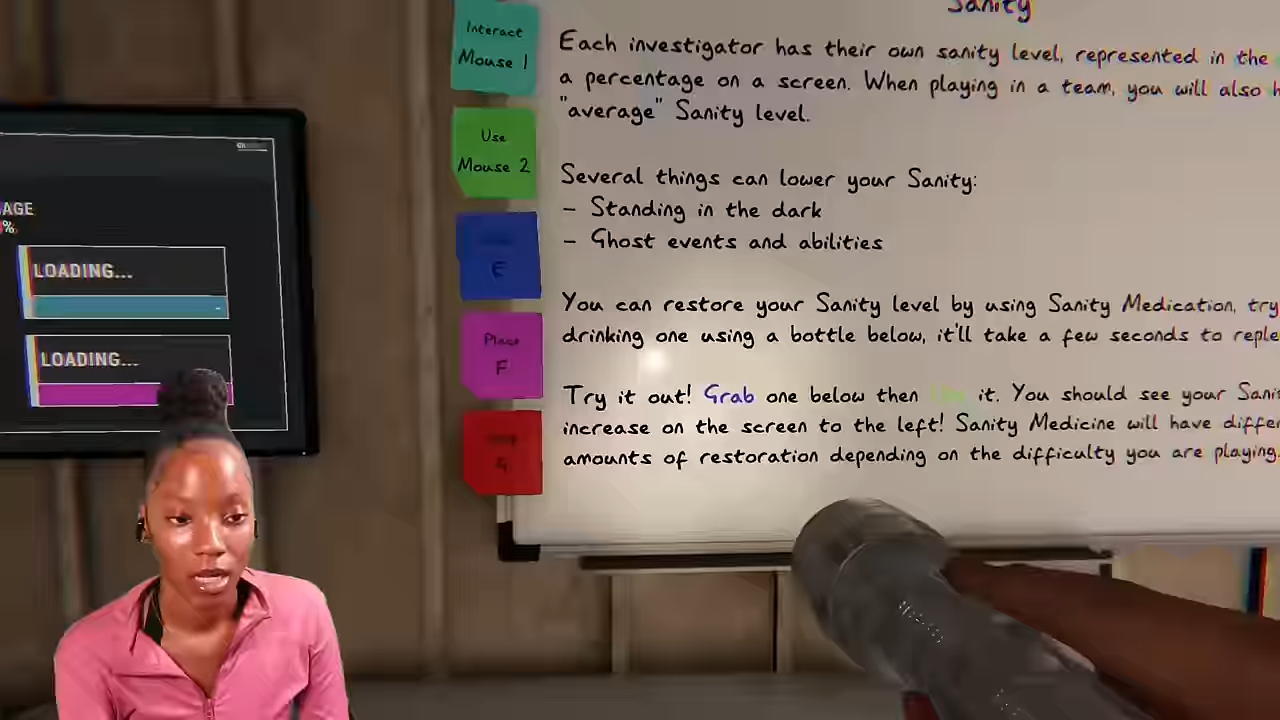 AGE
%
LOADING...
LOADING...
Interact
Mouse 1
Use
Mouse 2
E
Place
F
G
Sanity
Each investigator has their own sanity level, represented in the
a percentage on a screen. When playing in a team, you will also h
"average" Sanity level.
Several things can lower your Sanity:
- Standing in the dark
- Ghost events and abilities
You can restore your Sanity level by using Sanity Medication, try
drinking one using a bottle below, it'll take a few seconds to reple
Try it out! Grab one below then it. You should see your Sani
increase on the screen to the left! Sanity Medicine will have differ
amounts of restoration depending on the difficulty you are playing.